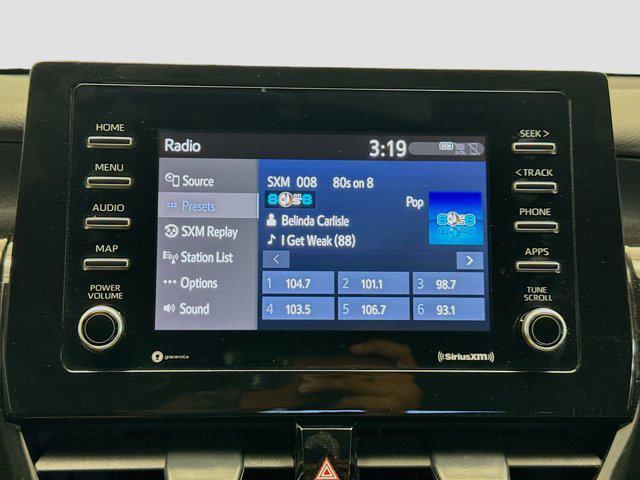 HOME
MENU
AUDIO
MAP
POWER
VOLUME
Radio
3:19
DCM
Source
Presets
SXM Replay
Station List
Options
Sound
SXM 008 80s on 8
Pop
Belinda Carlisle
I Get Weak (88)
< >
1 104.7
2 101.1
3 98.7
4 103.5
5 106.7
6 93.1
SEEK >
< TRACK
PHONE
APPS
TUNE
SCROLL
gracenote
((SiriusXM))